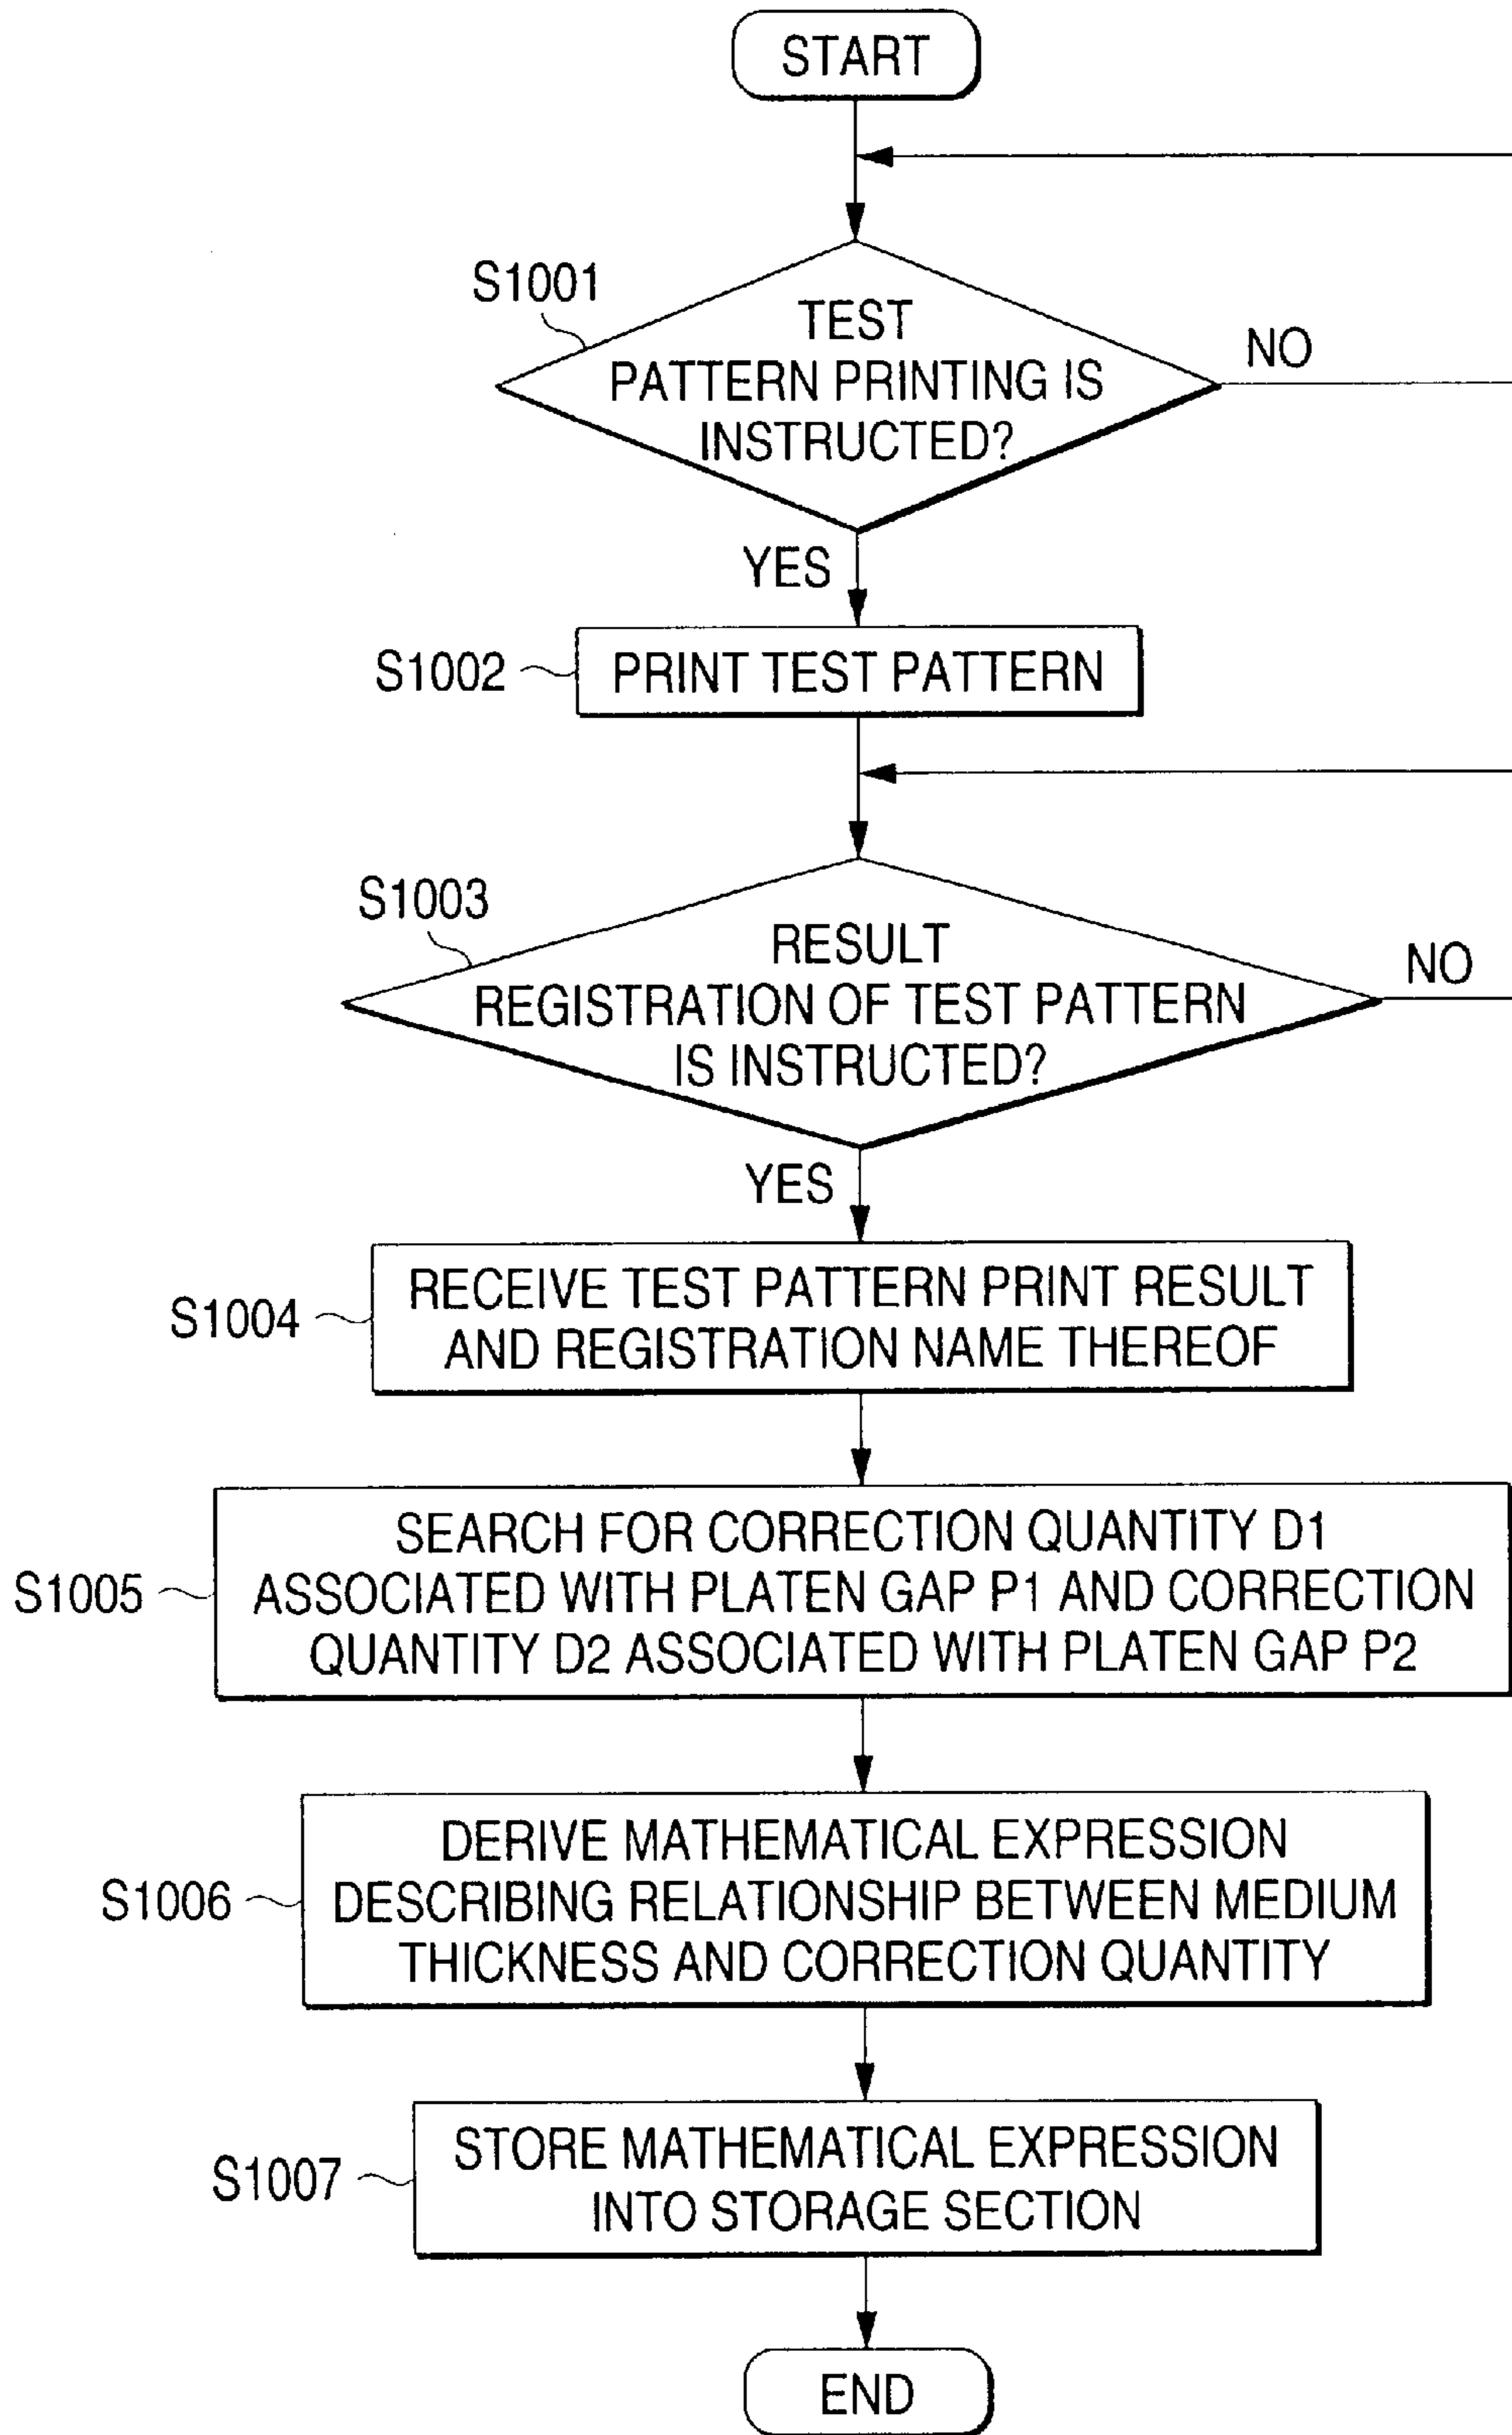 START
S1001
TEST
PATTERN PRINTING IS
INSTRUCTED?
NO
YES
S1002
PRINT TEST PATTERN
S1003
RESULT
REGISTRATION OF TEST PATTERN
IS INSTRUCTED?
NO
YES
S1004
RECEIVE TEST PATTERN PRINT RESULT
AND REGISTRATION NAME THEREOF
S1005
SEARCH FOR CORRECTION QUANTITY D1
ASSOCIATED WITH PLATEN GAP P1 AND CORRECTION
QUANTITY D2 ASSOCIATED WITH PLATEN GAP P2
S1006
DERIVE MATHEMATICAL EXPRESSION
DESCRIBING RELATIONSHIP BETWEEN MEDIUM
THICKNESS AND CORRECTION QUANTITY
S1007
STORE MATHEMATICAL EXPRESSION
INTO STORAGE SECTION
END